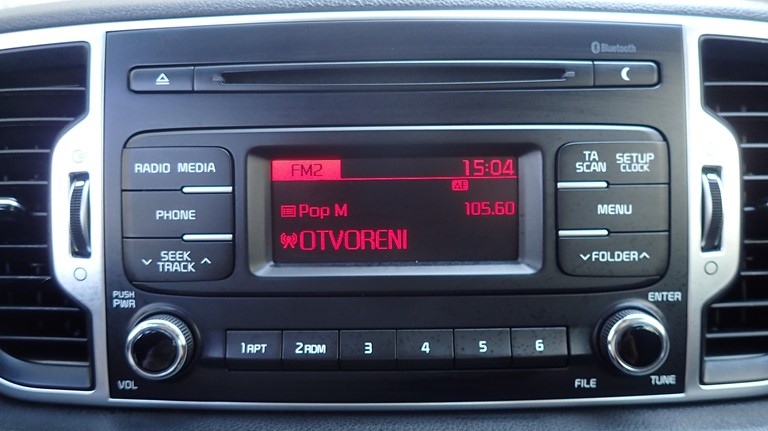 Bluetooth
RADIO MEDIA
FM2 15:04
TA
SCAN
SETUP
CLOCK
AF
PHONE
Pop M 105.60
MENU
SEEK
TRACK
OTVORENI
FOLDER
PUSH
PWR
ENTER
1 RPT 2 RDM 3 4 5 6
VOL
FILE
TUNE